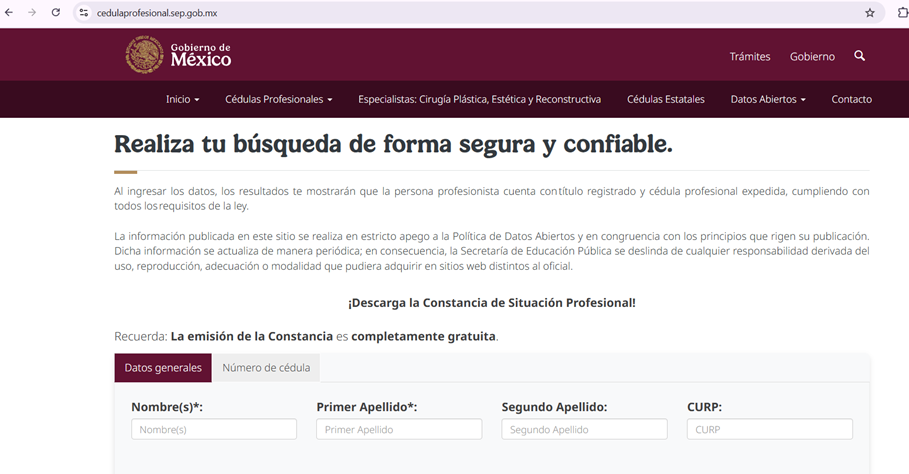 cedulaprofesional.sep.gob.mx
Gobierno de
México
Trámites Gobierno
Inicio Cédulas Profesionales Especialistas: Cirugía Plástica, Estética y Reconstructiva Cédulas Estatales Datos Abiertos Contacto
Realiza tu búsqueda de forma segura y confiable.
Al ingresar los datos, los resultados te mostrarán que la persona profesionista cuenta con título registrado y cédula profesional expedida, cumpliendo con
todos los requisitos de la ley.
La información publicada en este sitio se realiza en estricto apego a la Política de Datos Abiertos y en congruencia con los principios que rigen su publicación.
Dicha información se actualiza de manera periódica; en consecuencia, la Secretaría de Educación Pública se deslinda de cualquier responsabilidad derivada del
uso, reproducción, adecuación o modalidad que pudiera adquirir en sitios web distintos al oficial.
¡Descarga la Constancia de Situación Profesional!
Recuerda: La emisión de la Constancia es completamente gratuita.
Datos generales Número de cédula
Nombre(s)*: Primer Apellido*: Segundo Apellido: CURP:
Nombre(s) Primer Apellido Segundo Apellido CURP